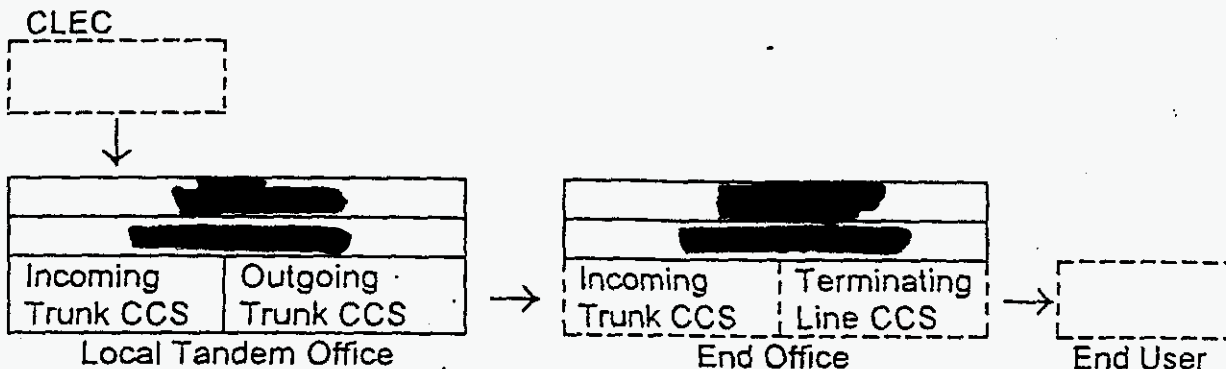 CLEC
Incoming Outgoing
Trunk CCS Trunk CCS
Local Tandem Office
Incoming Terminating
Trunk CCS Line CCS
End Office
End User